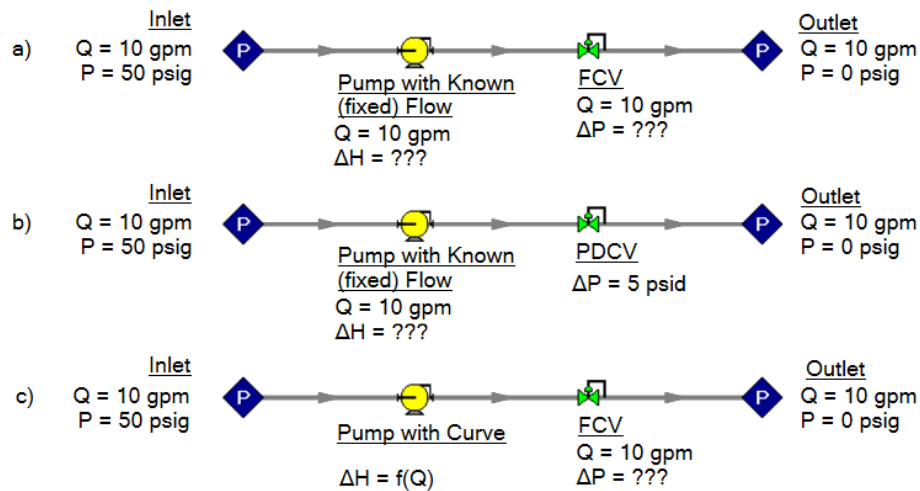 a)
Inlet
Q = 10 gpm
P = 50 psig
P
Pump with Known
(fixed) Flow
Q = 10 gpm
ΔH = ???
FCV
Q = 10 gpm
ΔP = ???
P
Outlet
Q = 10 gpm
P = 0 psig
b)
Inlet
Q = 10 gpm
P = 50 psig
P
Pump with Known
(fixed) Flow
Q = 10 gpm
ΔH = ???
PDCV
ΔP = 5 psid
P
Outlet
Q = 10 gpm
P = 0 psig
c)
Inlet
Q = 10 gpm
P = 50 psig
P
Pump with Curve
ΔH = f(Q)
FCV
Q = 10 gpm
ΔP = ???
P
Outlet
Q = 10 gpm
P = 0 psig